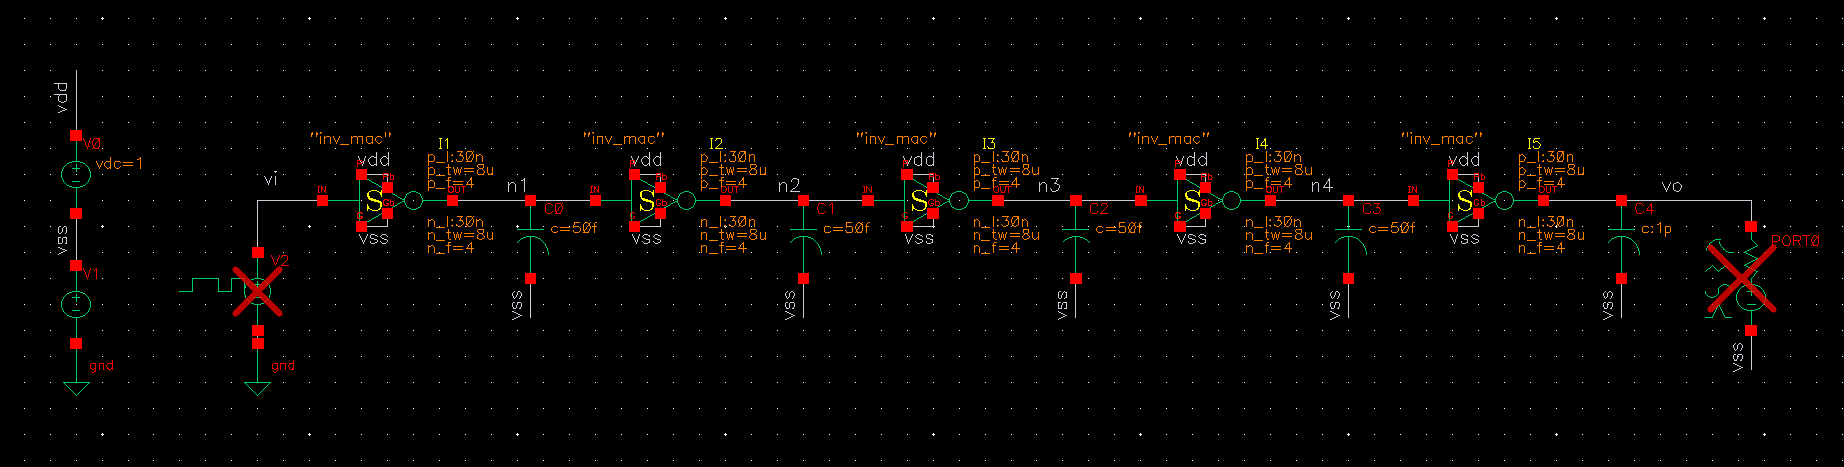 vdd
V0
vdc=1
vss
V1
gnd
vi
V2
gnd
"inv_mac"
I1
vdd
p_l:30n
p_tw=8u
p_f=4
IN
S
OUT
Gb
G
vss
n_l:30n
n_tw=8u
n_f=4
n1
C0
c=50f
vss
"inv_mac"
I2
vdd
p_l:30n
p_tw=8u
p_f=4
IN
S
OUT
Gb
G
vss
n_l:30n
n_tw=8u
n_f=4
n2
C1
c=50f
vss
"inv_mac"
I3
vdd
p_l:30n
p_tw=8u
p_f=4
IN
S
OUT
Gb
G
vss
n_l:30n
n_tw=8u
n_f=4
n3
C2
c=50f
vss
"inv_mac"
I4
vdd
p_l:30n
p_tw=8u
p_f=4
IN
S
OUT
Gb
G
vss
n_l:30n
n_tw=8u
n_f=4
n4
C3
c=50f
vss
"inv_mac"
I5
vdd
p_l:30n
p_tw=8u
p_f=4
IN
S
OUT
Gb
G
vss
n_l:30n
n_tw=8u
n_f=4
vo
C4
c:1p
vss
PORT0
vss